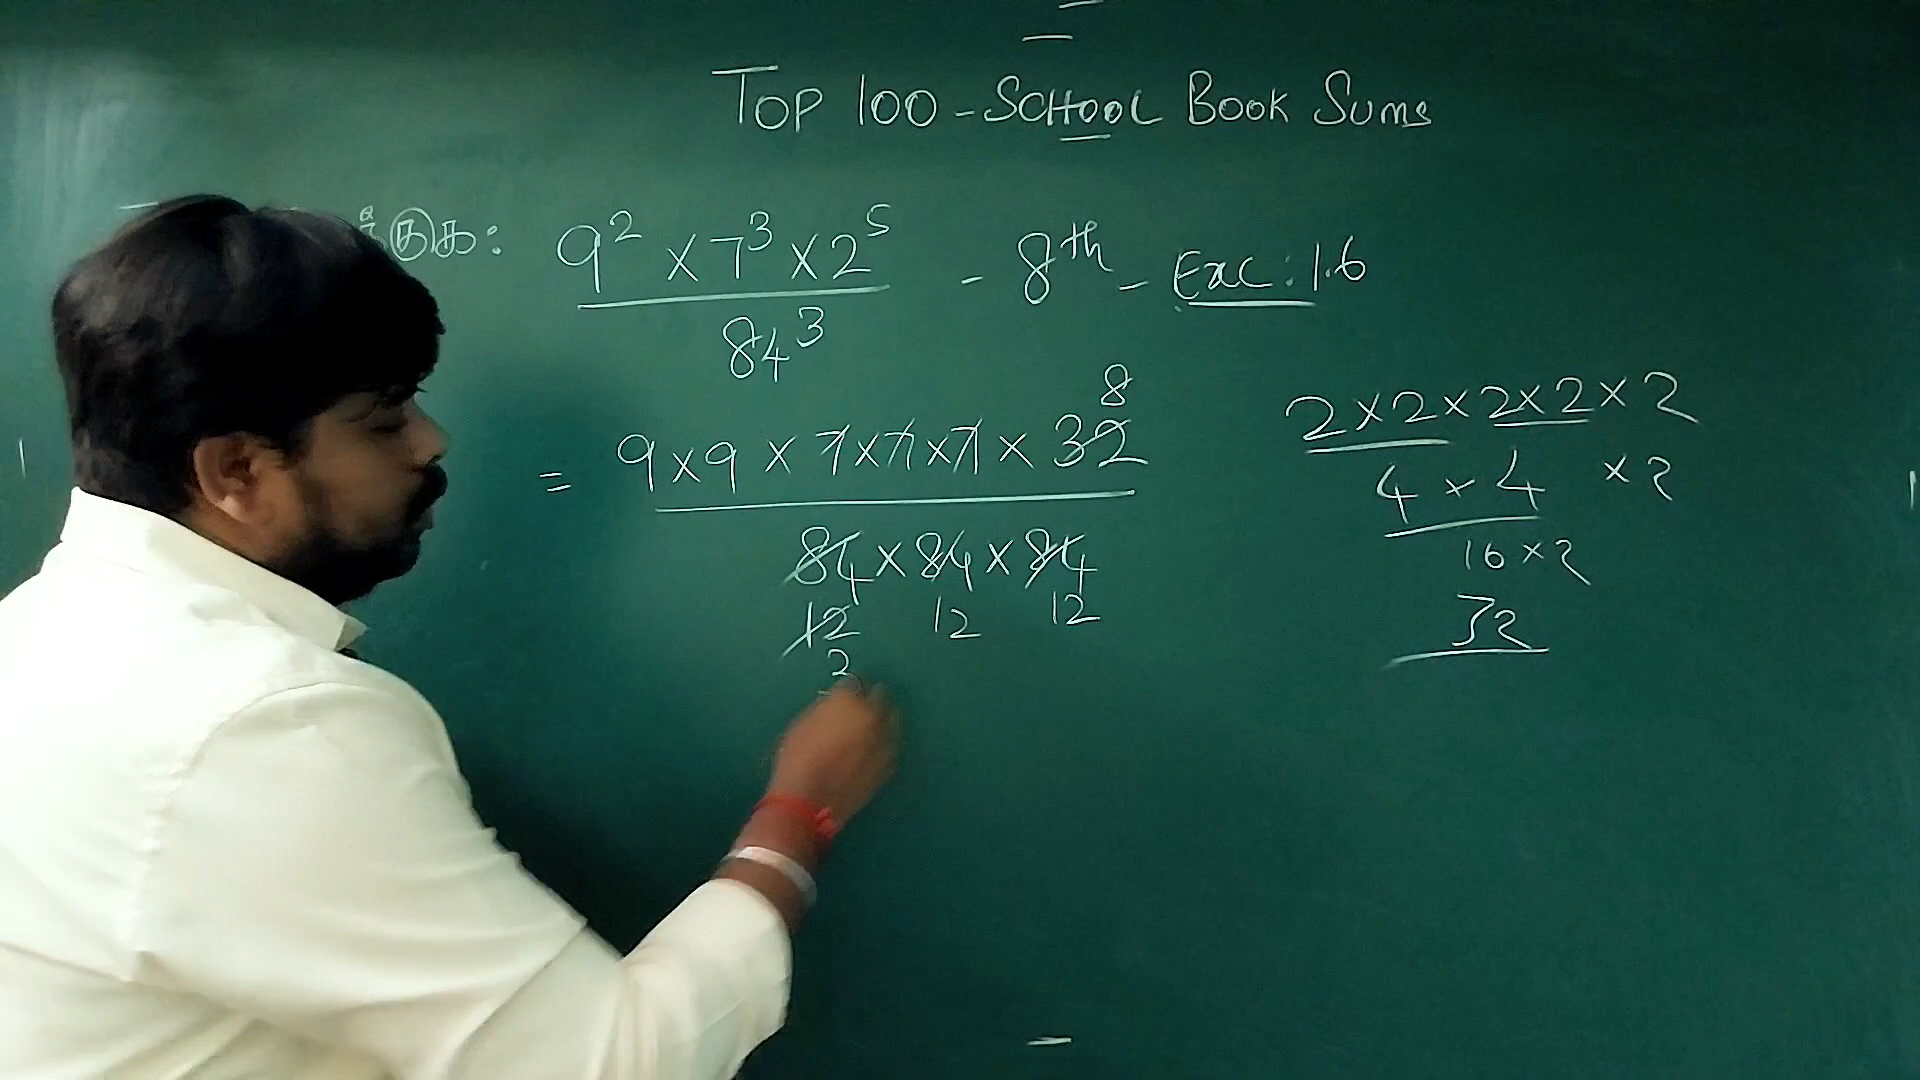 TOP 100 - SCHOOL Book Sums
9² × 7³ × 2⁵ - 8th - Exc: 1.6
84³
8
= 9 × 9 × 7 × 7 × 7 × 32
84 × 84 × 84
12 12 12
2
2 × 2 × 2 × 2 × 2
4 × 4 × 2
16 × 2
32